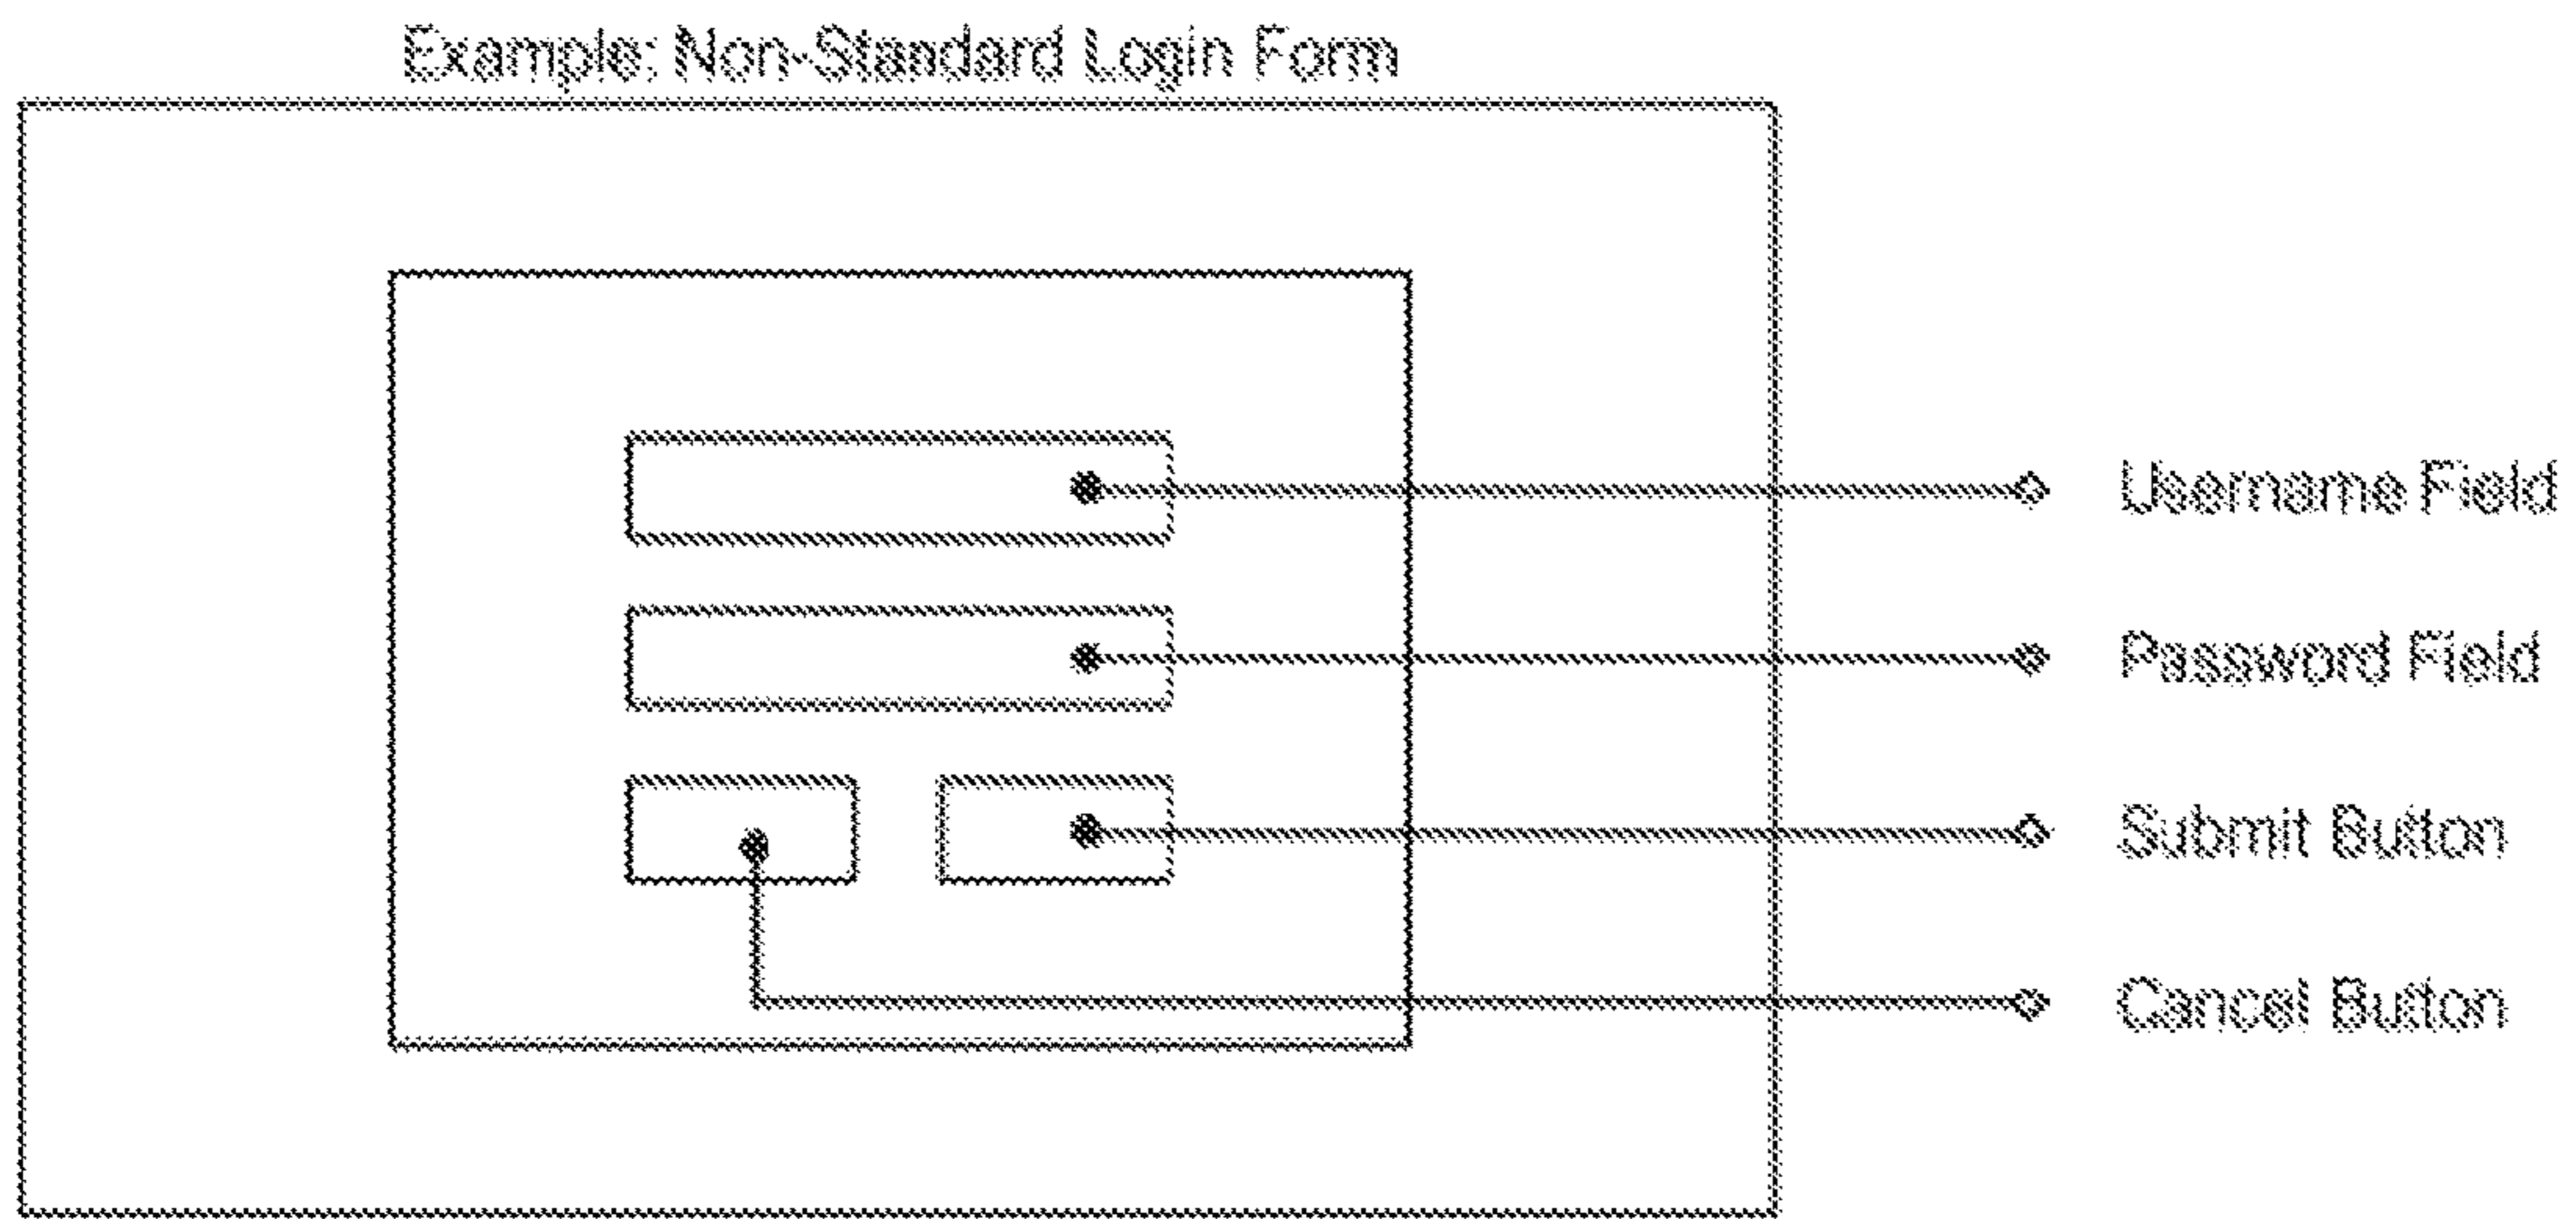 Example: Non-Standard Login Form
Username Field
Password Field
Submit Button
Cancel Button